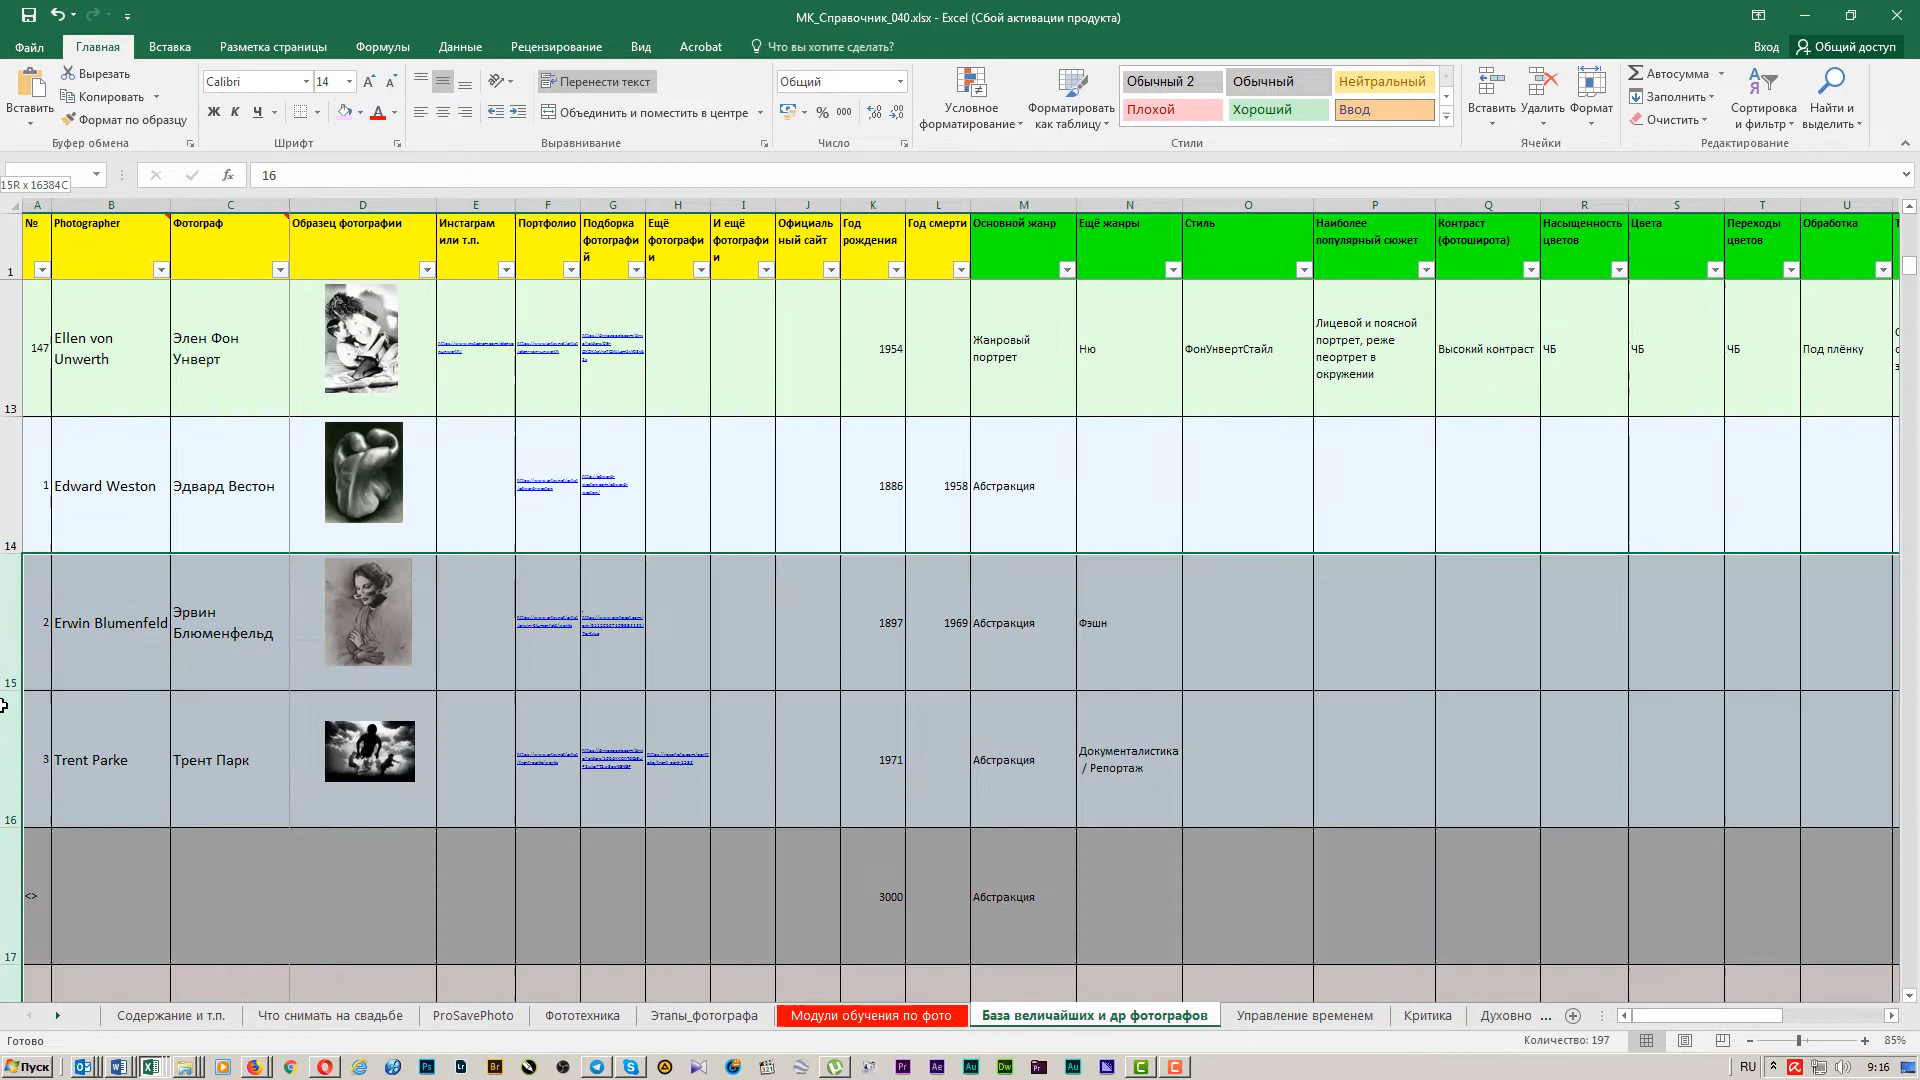 МК_Справочник_040.xlsx - Excel (Сбой активации продукта)
Файл Главная Вставка Разметка страницы Формулы Данные Рецензирование Вид Acrobat Что вы хотите сделать? Вход Общий доступ
Вставить
Вырезать
Копировать
Формат по образцу
Буфер обмена
Calibri 14
Ж К Ч
Шрифт
Перенести текст
Объединить и поместить в центре
Выравнивание
Общий
% 000
Число
Условное форматирование
Форматировать как таблицу
Обычный 2 Обычный Нейтральный
Плохой Хороший Ввод
Стили
Вставить Удалить Формат
Ячейки
Автосумма
Заполнить
Очистить
Сортировка и фильтр
Найти и выделить
Редактирование
15R x 16384C
fx 16
A B C D E F G H I J K L M N O P Q R S T U
1
№
Photographer
Фотограф
Образец фотографии
Инстаграм или т.п.
Портфолио
Подборка фотографий
Ещё фотографии
И ещё фотографии
Официальный сайт
Год рождения
Год смерти
Основной жанр
Ещё жанры
Стиль
Наиболее популярный сюжет
Контраст (фотоширота)
Насыщенность цветов
Цвета
Переходы цветов
Обработка
13
147 Ellen von Unwerth Элен Фон Унверт 1954 Жанровый портрет Ню ФонУнвертСтайл
Лицевой и поясной
портрет, реже
пеортрет в
окружении
Высокий контраст ЧБ ЧБ ЧБ Под плёнку
14
1 Edward Weston Эдвард Вестон 1886 1958 Абстракция
15
2 Erwin Blumenfeld Эрвин Блюменфельд 1897 1969 Абстракция Фэшн
16
3 Trent Parke Трент Парк 1971 Абстракция Документалистика / Репортаж
17
<> 3000 Абстракция
Содержание и т.п. Что снимать на свадьбе ProSavePhoto Фототехника Этапы_фотографа Модули обучения по фото База величайших и др фотографов Управление временем Критика Духовно ...
Готово Количество: 197 85%
Пуск RU 9:16